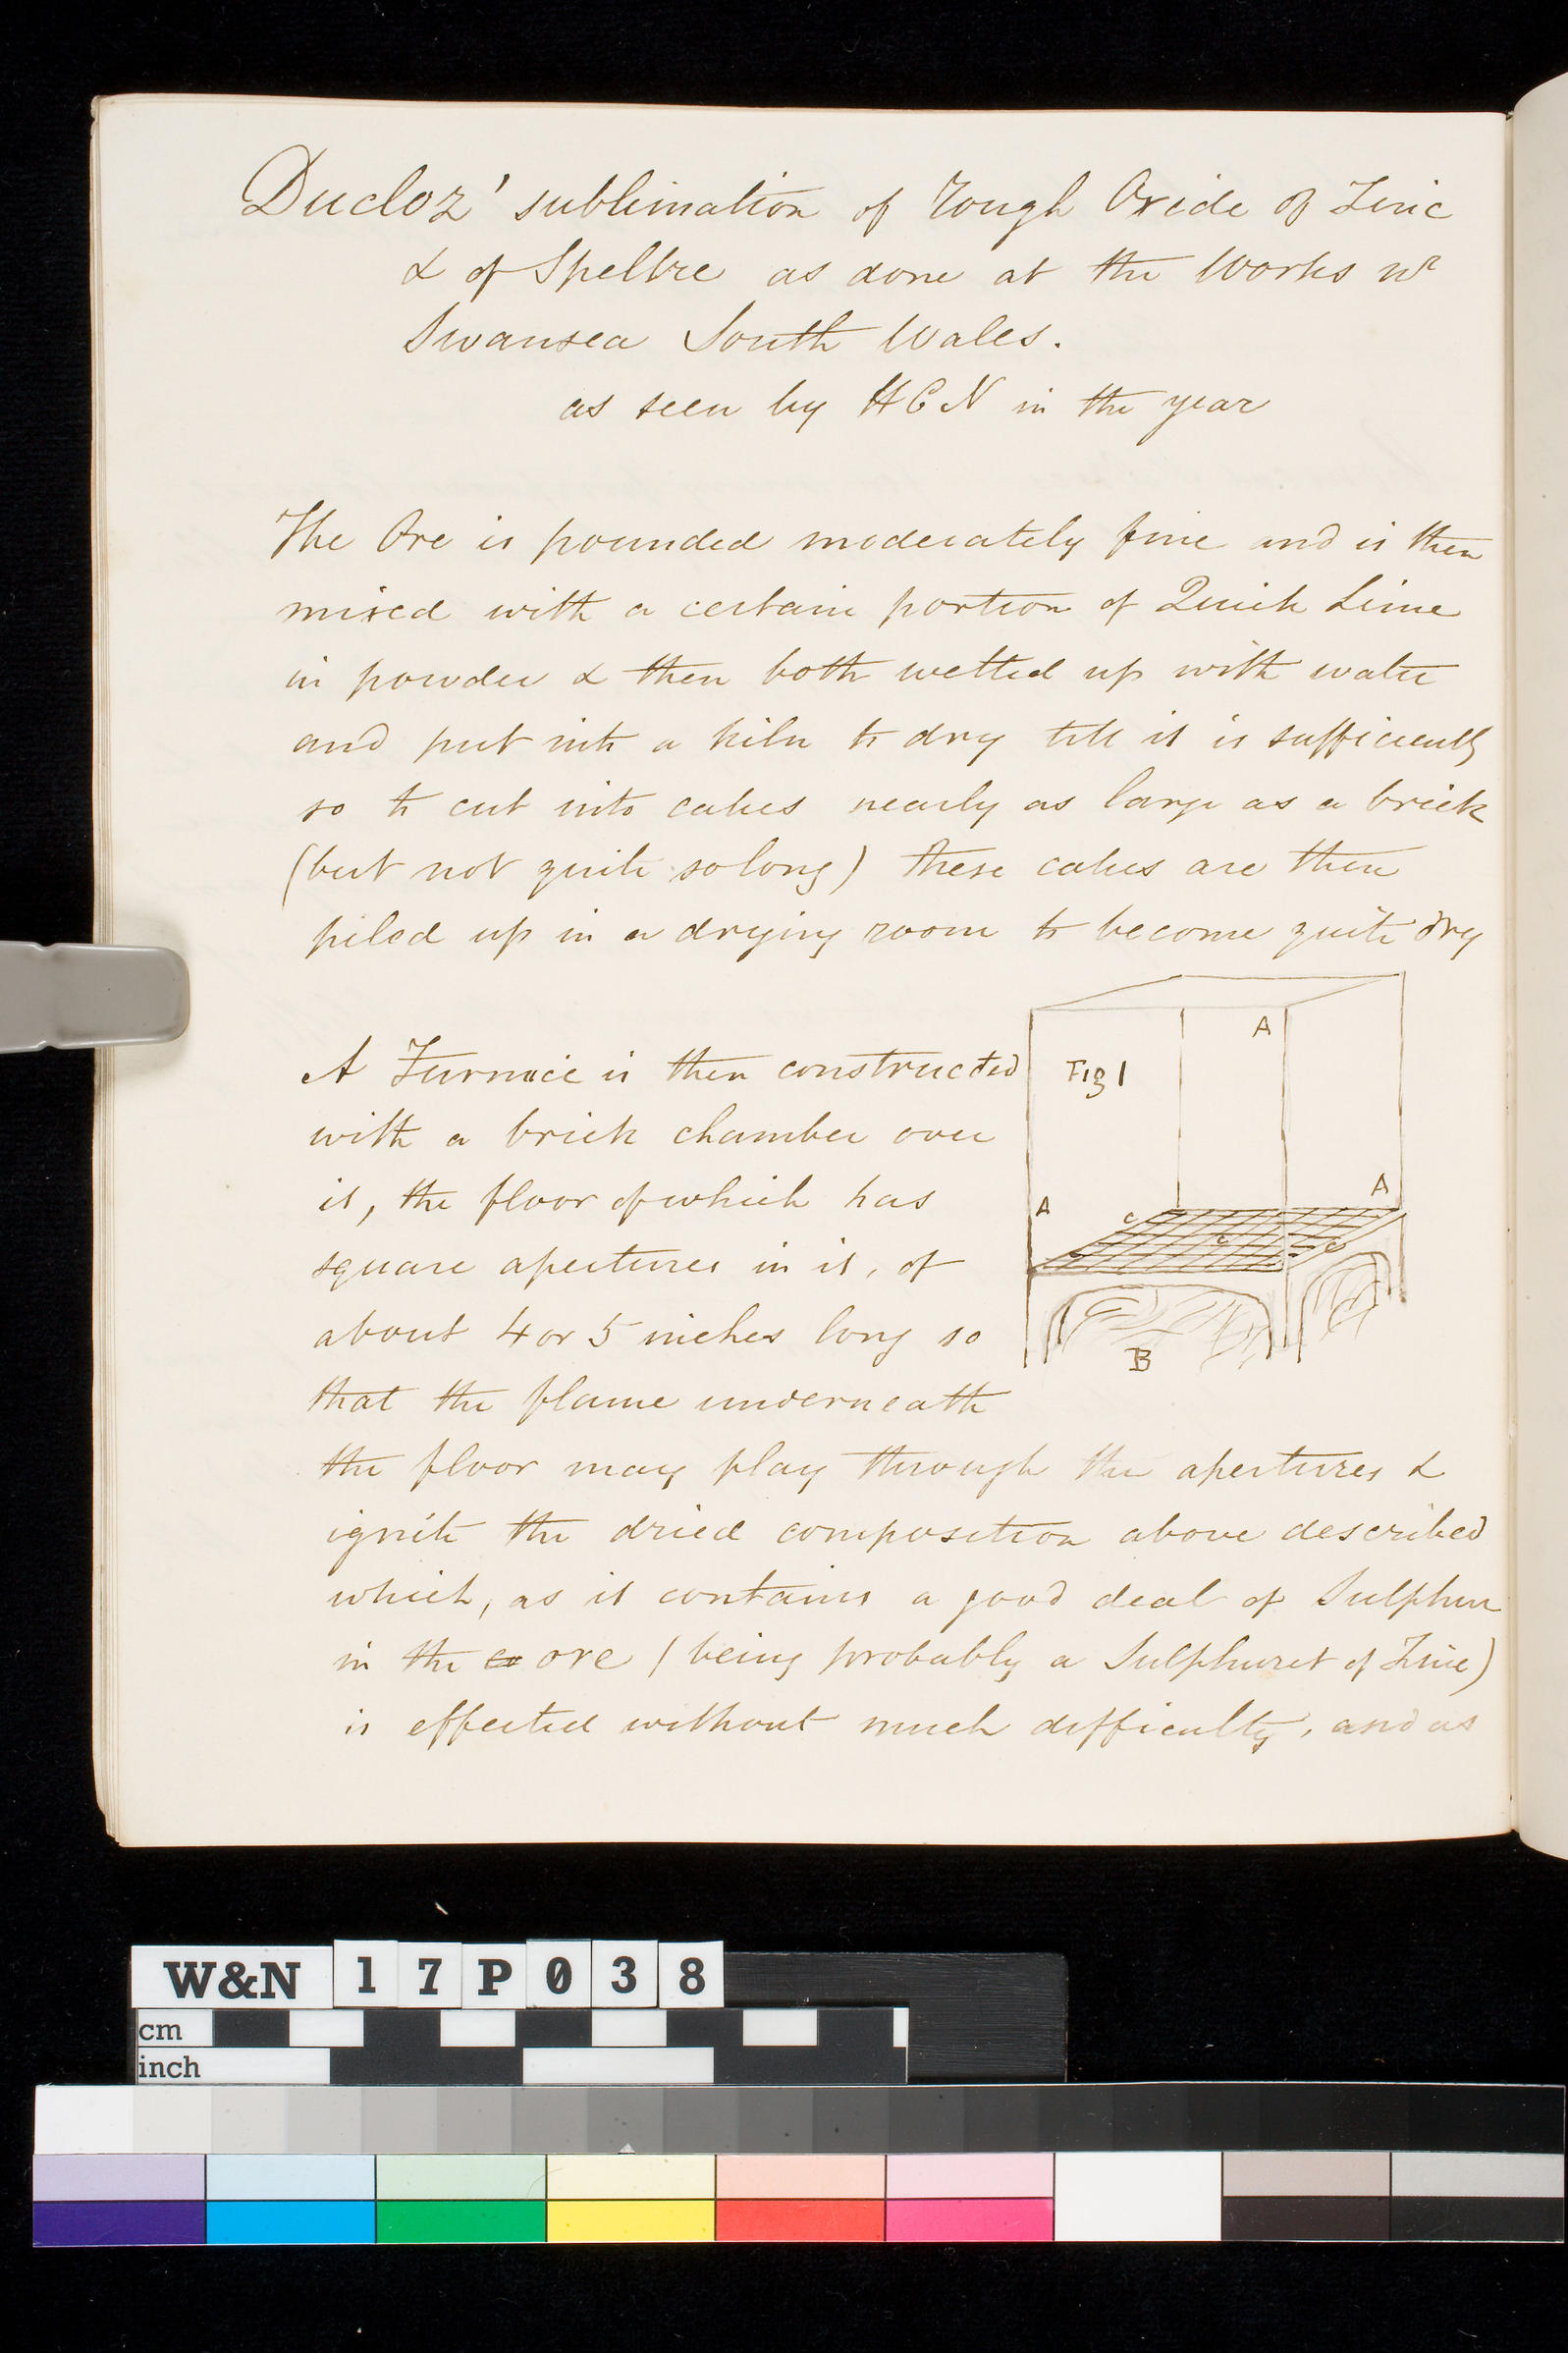 Ducloz' sublimation of rough Oxide of Zinc
& of Speltre as done at the Works nr
Swansea South Wales.
as seen by HCN in the year
The Ore is pounded moderately fine and is then
mixed with a certain portion of Quick Lime
in powder & then both wetted up with water
and put into a kiln to dry till it is sufficiently
so to cut into cakes nearly as large as a brick
(but not quite so long) these cakes are then
piled up in a drying room to become quite dry
A Furnace is then constructed
with a brick chamber over
it, the floor of which has
square apertures in it, of
about 4 or 5 inches long so
that the flame underneath
the floor may play through the apertures &
ignite the dried composition above described
which, as it contains a good deal of Sulphur
in the ore (being probably a Sulphuret of Zinc)
is effected without much difficulty, and as
A
Fig 1
A
A
c
c
c
B
W&N 17P038
cm
inch